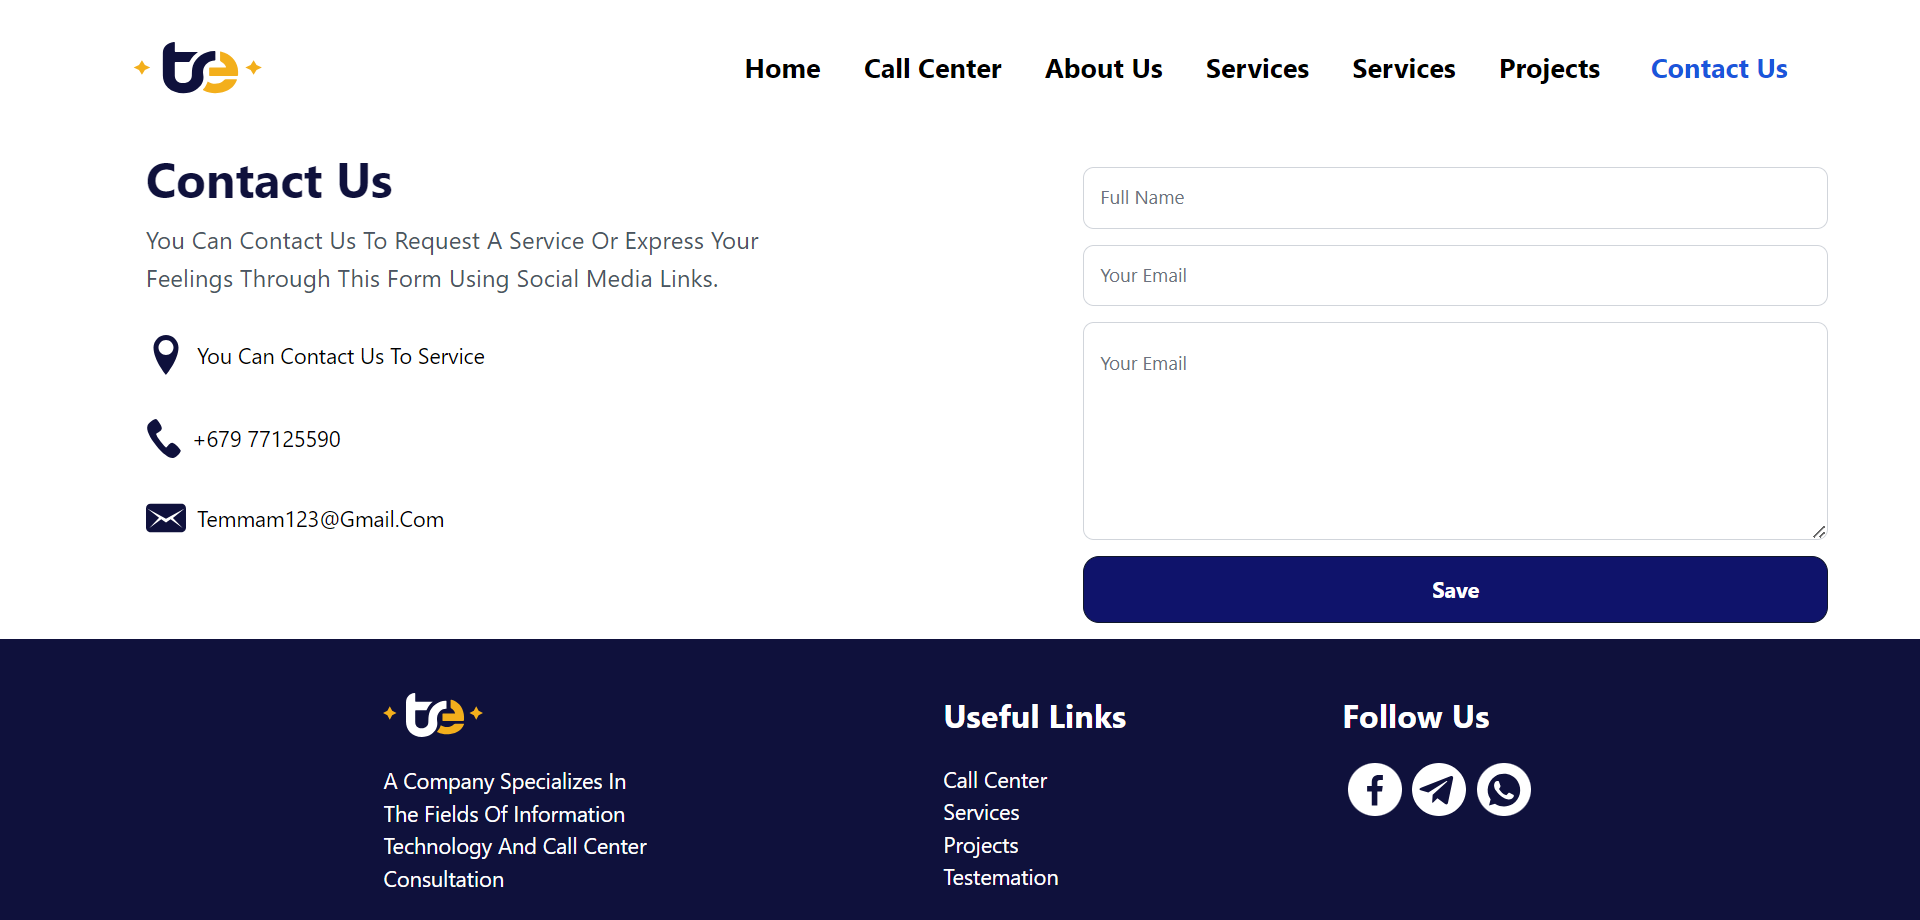 tre
Home Call Center About Us Services Services Projects Contact Us
Contact Us
You Can Contact Us To Request A Service Or Express Your
Feelings Through This Form Using Social Media Links.
You Can Contact Us To Service
+679 77125590
Temmam123@Gmail.Com
Full Name
Your Email
Your Email
Save
tre
A Company Specializes In
The Fields Of Information
Technology And Call Center
Consultation
Useful Links
Call Center
Services
Projects
Testemation
Follow Us